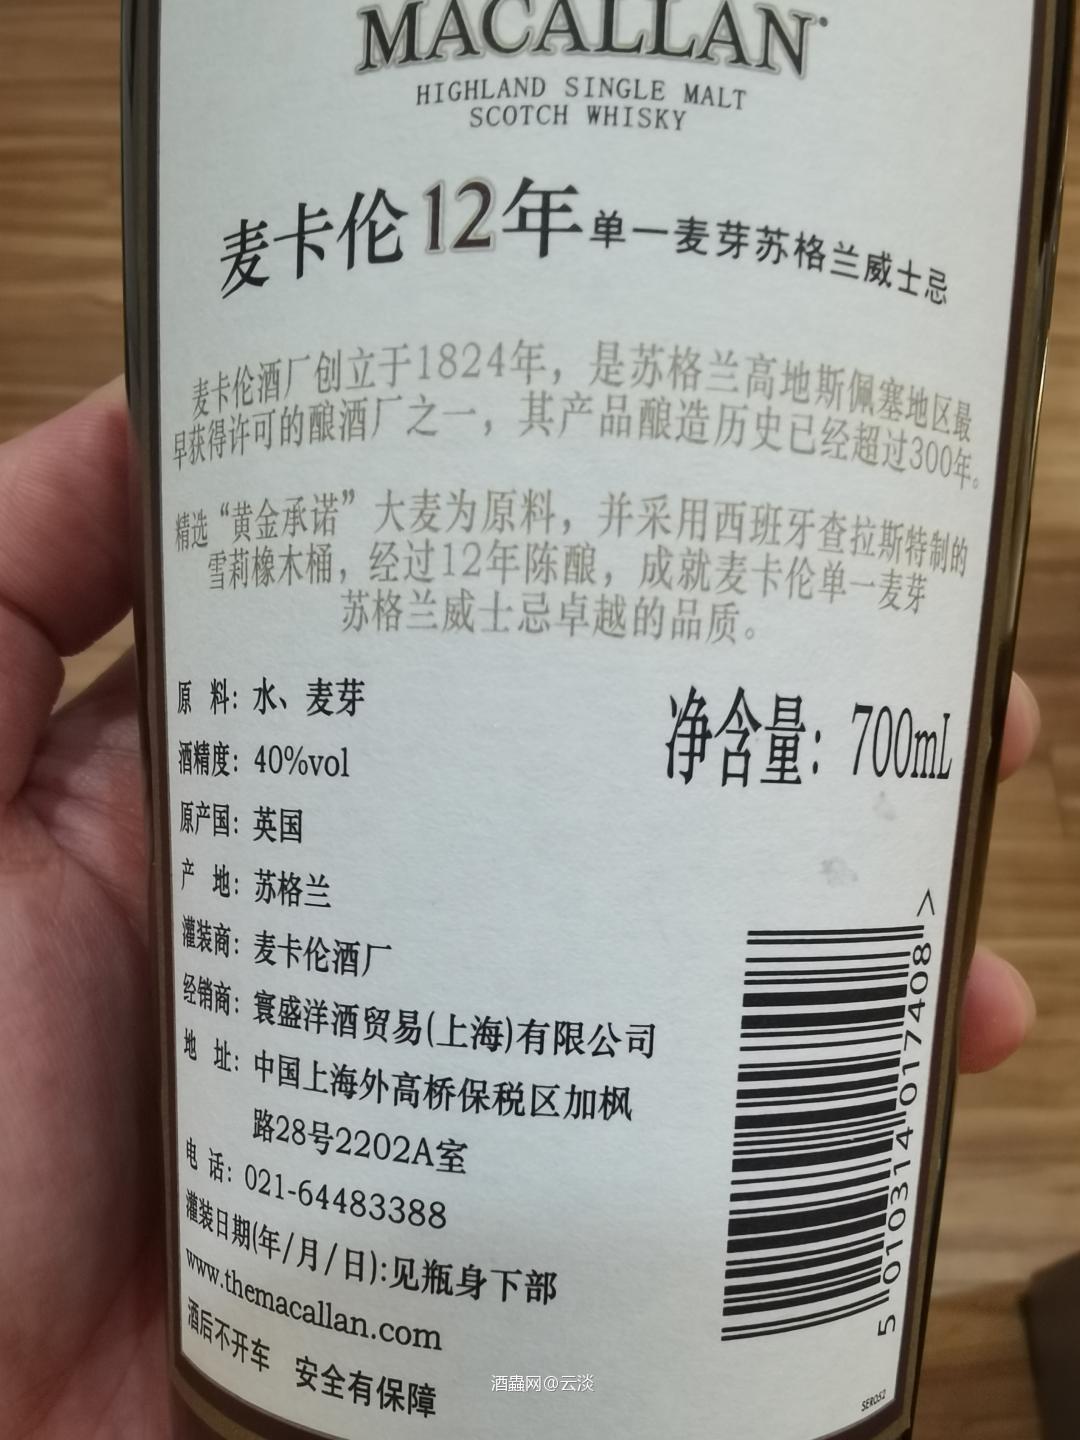 MACALLAN
HIGHLAND SINGLE MALT
SCOTCH WHISKY
麦卡伦12年单一麦芽苏格兰威士忌
麦卡伦酒厂创立于1824年，是苏格兰高地斯佩塞地区最
早获得许可的酿酒厂之一，其产品酿造历史已经超过300年。
精选“黄金承诺”大麦为原料，并采用西班牙查拉斯特制的
雪莉橡木桶，经过12年陈酿，成就麦卡伦单一麦芽
苏格兰威士忌卓越的品质。
原 料：水、麦芽
净含量：700mL
酒精度：40%vol
原产国：英国
产 地：苏格兰
灌装商：麦卡伦酒厂
经销商：寰盛洋酒贸易(上海)有限公司
地 址：中国上海外高桥保税区加枫
路28号2202A室
电 话：021-64483388
灌装日期(年/月/日)：见瓶身下部
www.themacallan.com
酒后不开车 安全有保障
5 010314 017408 >
SER052
酒蟲网@云淡